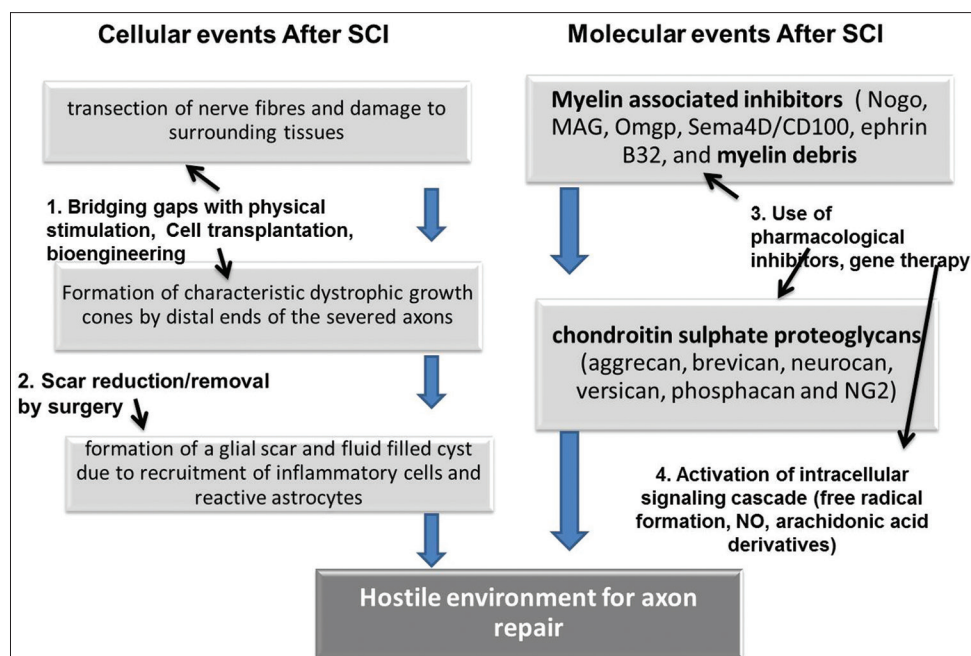 Cellular events After SCI
transection of nerve fibres and damage to
surrounding tissues
1. Bridging gaps with physical
stimulation, Cell transplantation,
bioengineering
Formation of characteristic dystrophic growth
cones by distal ends of the severed axons
2. Scar reduction/removal
by surgery
formation of a glial scar and fluid filled cyst
due to recruitment of inflammatory cells and
reactive astrocytes
Molecular events After SCI
Myelin associated inhibitors ( Nogo,
MAG, Omgp, Sema4D/CD100, ephrin
B32, and myelin debris
3. Use of
pharmacological
inhibitors, gene therapy
chondroitin sulphate proteoglycans
(aggrecan, brevican, neurocan,
versican, phosphacan and NG2)
4. Activation of intracellular
signaling cascade (free radical
formation, NO, arachidonic acid
derivatives)
Hostile environment for axon
repair